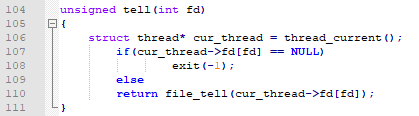 104 unsigned tell(int fd)
105 {
106 struct thread* cur_thread = thread_current();
107 if(cur_thread->fd[fd] == NULL)
108 exit(-1);
109 else
110 return file_tell(cur_thread->fd[fd]);
111 }